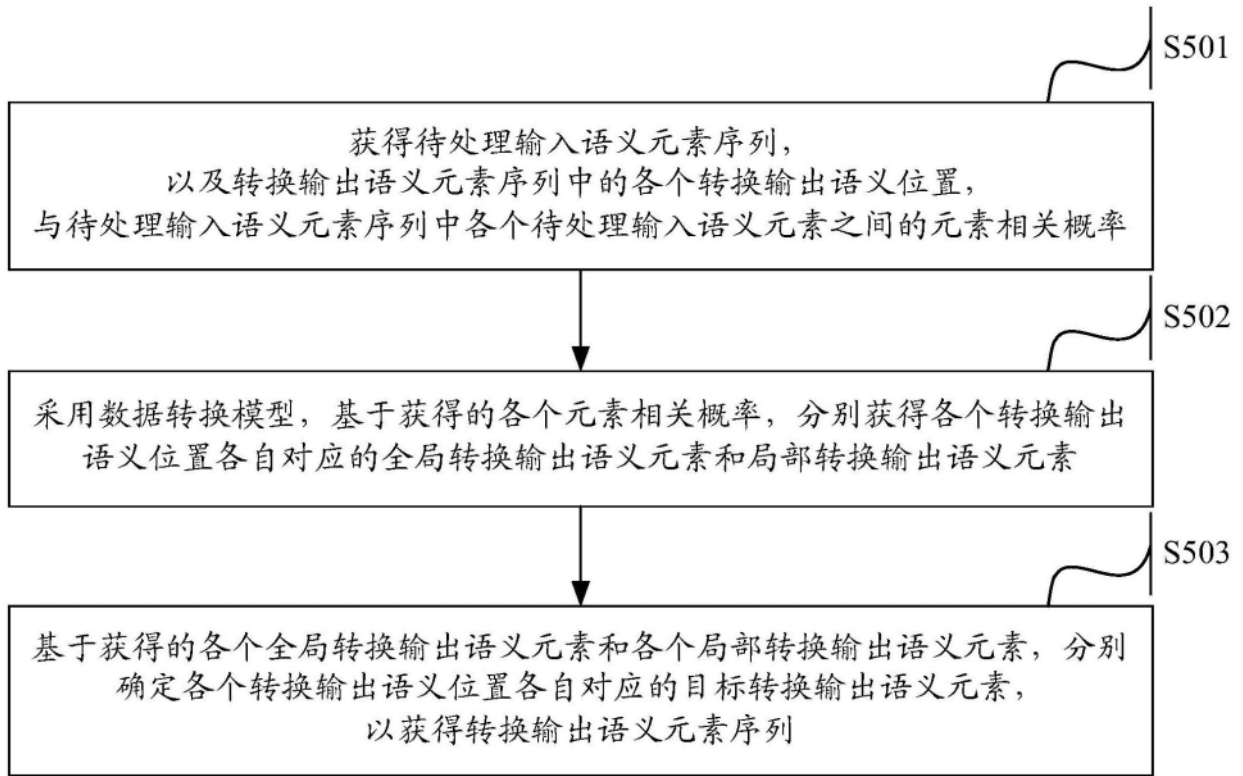 S501
获得待处理输入语义元素序列，
以及转换输出语义元素序列中的各个转换输出语义位置，
与待处理输入语义元素序列中各个待处理输入语义元素之间的元素相关概率
S502
采用数据转换模型，基于获得的各个元素相关概率，分别获得各个转换输出
语义位置各自对应的全局转换输出语义元素和局部转换输出语义元素
S503
基于获得的各个全局转换输出语义元素和各个局部转换输出语义元素，分别
确定各个转换输出语义位置各自对应的目标转换输出语义元素，
以获得转换输出语义元素序列